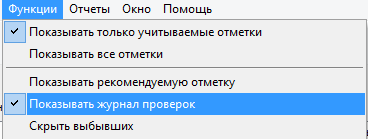 Функции Отчеты Окно Помощь
Показывать только учитываемые отметки
Показывать все отметки
Показывать рекомендуемую отметку
Показывать журнал проверок
Скрыть выбывших